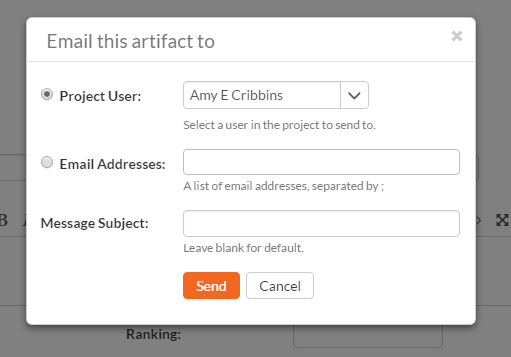 Email this artifact to
×
Project User: Amy E Cribbins
Select a user in the project to send to.
Email Addresses:
A list of email addresses, separated by ;
Message Subject:
Leave blank for default.
Send Cancel
B
Ranking: